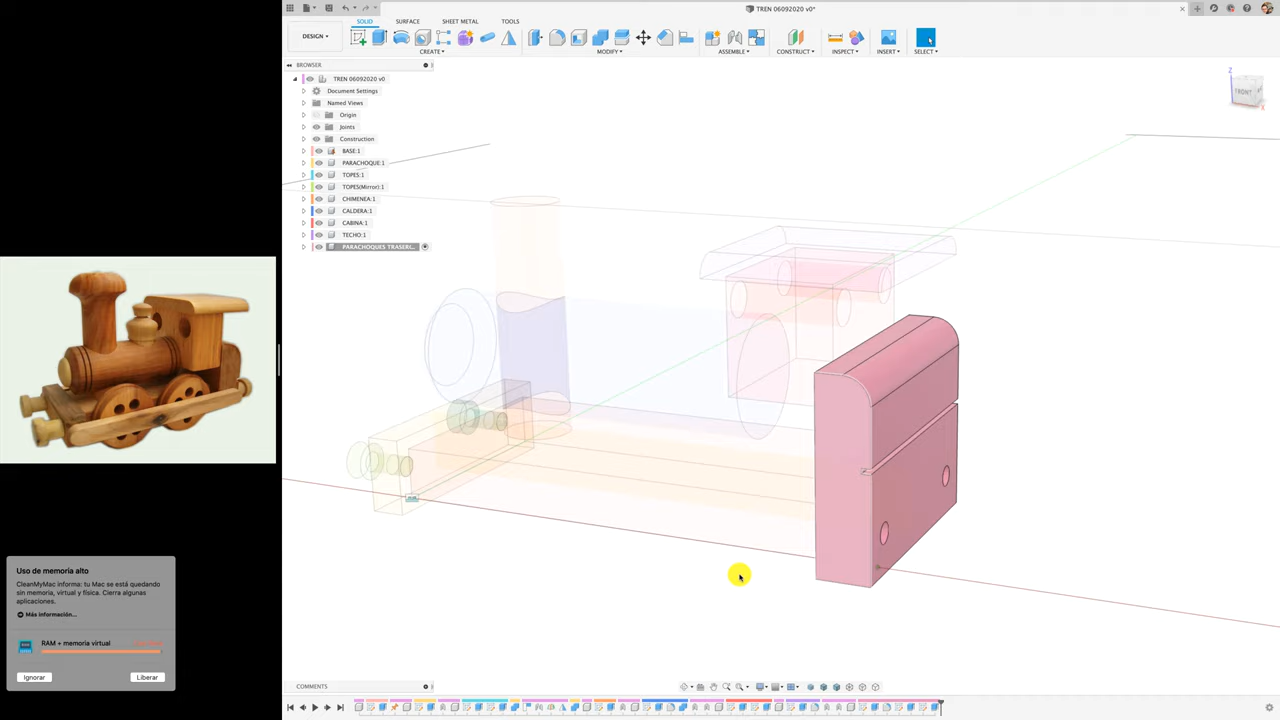 TREN 06092020 v0*
DESIGN
SOLID
SURFACE
SHEET METAL
TOOLS
CREATE
MODIFY
ASSEMBLE
CONSTRUCT
INSPECT
INSERT
SELECT
BROWSER
TREN 06092020 v0
Document Settings
Named Views
Origin
Joints
Construction
BASE:1
PARACHOQUE:1
TOPES:1
TOPES(Mirror):1
CHIMENEA:1
CALDERA:1
CABINA:1
TECHO:1
PARACHOQUES TRASER...
Z
FRONT
X
Uso de memoria alto
CleanMyMac informa: tu Mac se está quedando
sin memoria, virtual y física. Cierra algunas
aplicaciones.
Más información...
RAM + memoria virtual
Ignorar
Liberar
COMMENTS